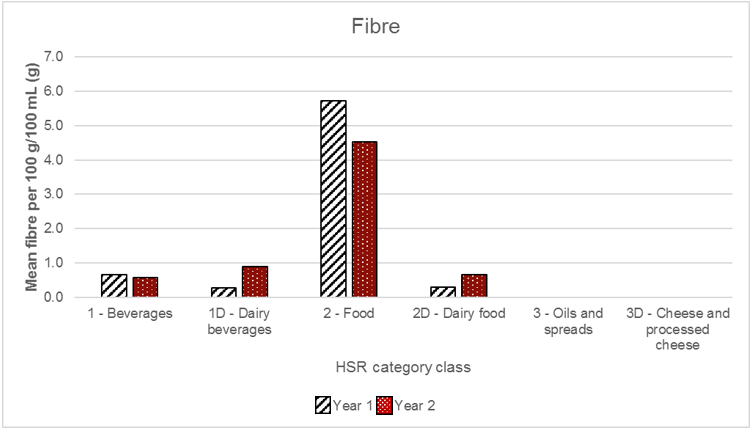 Fibre
Mean fibre per 100 g/100 mL (g)
7.0
6.0
5.0
4.0
3.0
2.0
1.0
0.0
1 - Beverages
1D - Dairy
beverages
2 - Food
2D - Dairy food
3 - Oils and
spreads
3D - Cheese and
processed
cheese
HSR category class
Year 1
Year 2